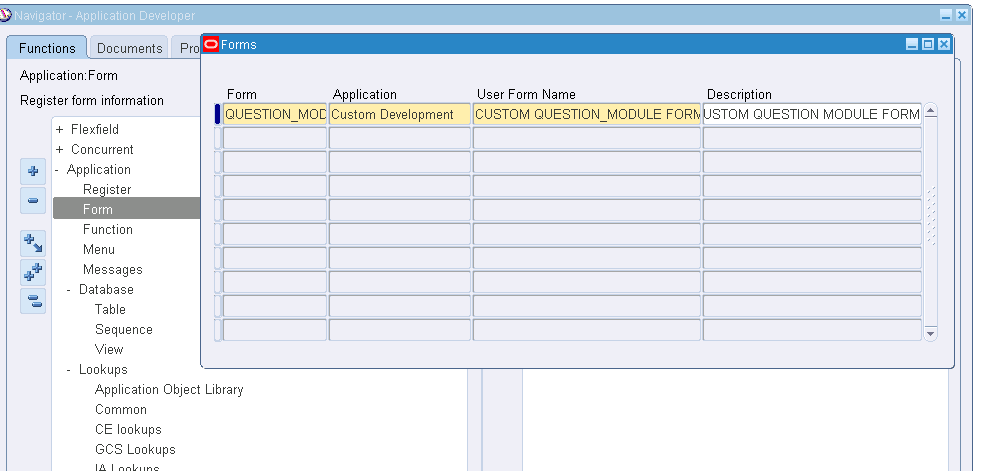 Navigator - Application Developer
Functions Documents
Application:Form
Register form information
+ Flexfield
+ Concurrent
- Application
Register
Form
Function
Menu
Messages
- Database
Table
Sequence
View
- Lookups
Application Object Library
Common
CE lookups
GCS Lookups
IA Lookups
Forms
Form Application User Form Name Description
QUESTION_MOD Custom Development CUSTOM QUESTION_MODULE FORM USTOM QUESTION MODULE FORM